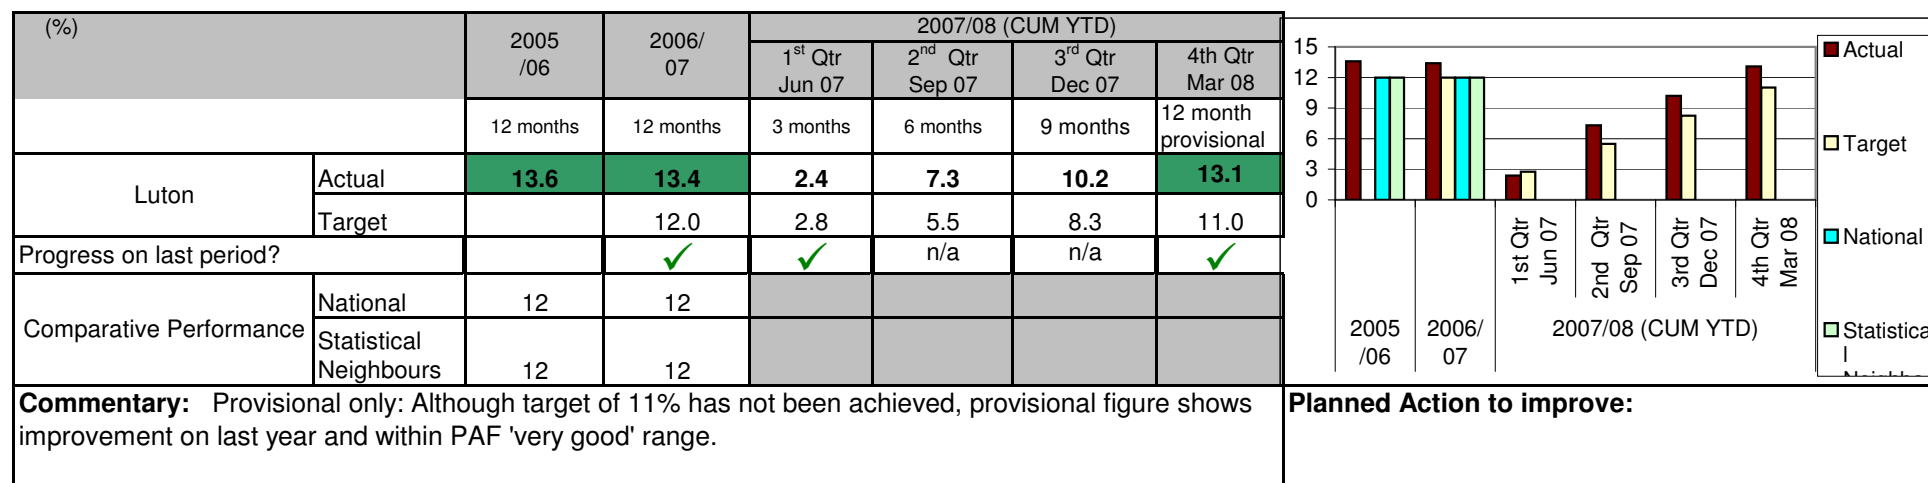 (%)
2005
/06
2006/
07
2007/08 (CUM YTD)
1st Qtr
Jun 07
2nd Qtr
Sep 07
3rd Qtr
Dec 07
4th Qtr
Mar 08
12 months
12 months
3 months
6 months
9 months
12 month
provisional
Luton
Actual
13.6
13.4
2.4
7.3
10.2
13.1
Target
12.0
2.8
5.5
8.3
11.0
Progress on last period?
✓
✓
n/a
n/a
✓
Comparative Performance
National
12
12
Statistical
Neighbours
12
12
15
12
9
6
3
0
1st Qtr
Jun 07
2nd Qtr
Sep 07
3rd Qtr
Dec 07
4th Qtr
Mar 08
2005
/06
2006/
07
2007/08 (CUM YTD)
Actual
Target
National
Statistica
l
Commentary: Provisional only: Although target of 11% has not been achieved, provisional figure shows
improvement on last year and within PAF 'very good' range.
Planned Action to improve: